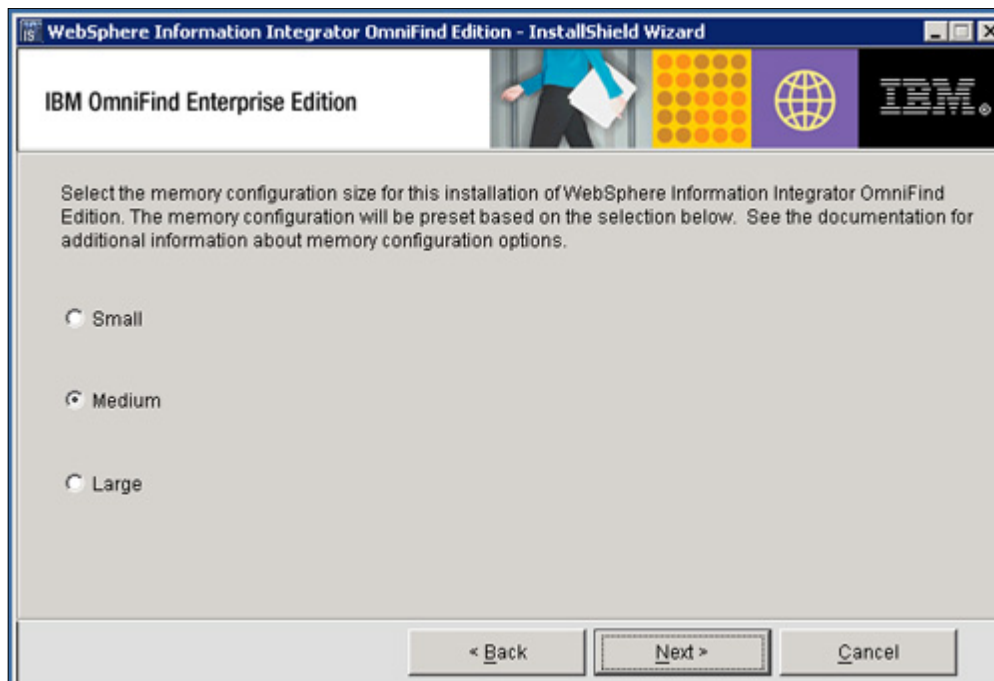 WebSphere Information Integrator OmniFind Edition - InstallShield Wizard
IBM OmniFind Enterprise Edition
IBM®
Select the memory configuration size for this installation of WebSphere Information Integrator OmniFind
Edition. The memory configuration will be preset based on the selection below.  See the documentation for
additional information about memory configuration options.
Small
Medium
Large
< Back
Next >
Cancel